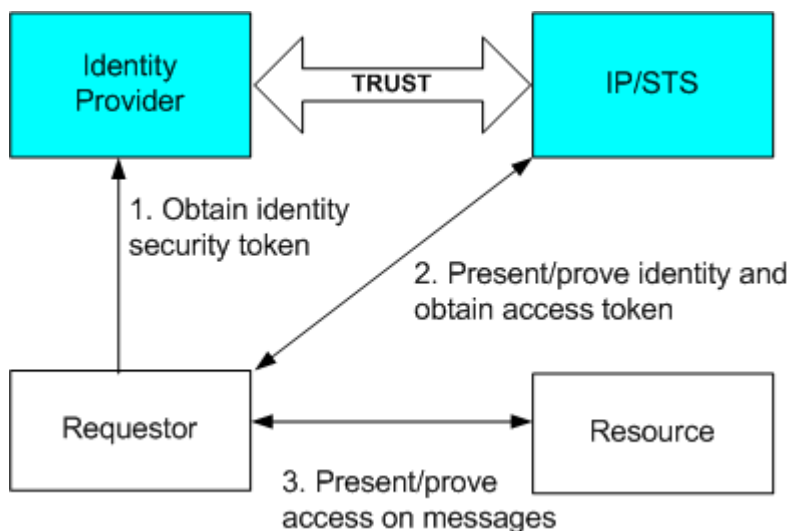 Identity
Provider
TRUST
IP/STS
1. Obtain identity
security token
2. Present/prove identity and
obtain access token
Requestor
Resource
3. Present/prove
access on messages